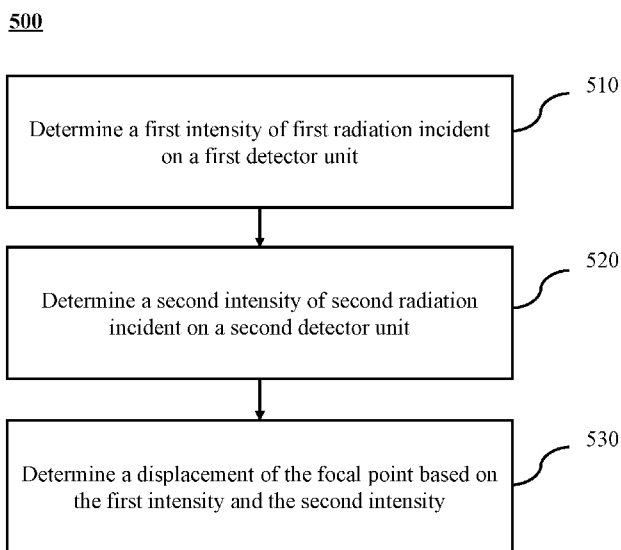 500
510
Determine a first intensity of first radiation incident
on a first detector unit
520
Determine a second intensity of second radiation
incident on a second detector unit
530
Determine a displacement of the focal point based on
the first intensity and the second intensity